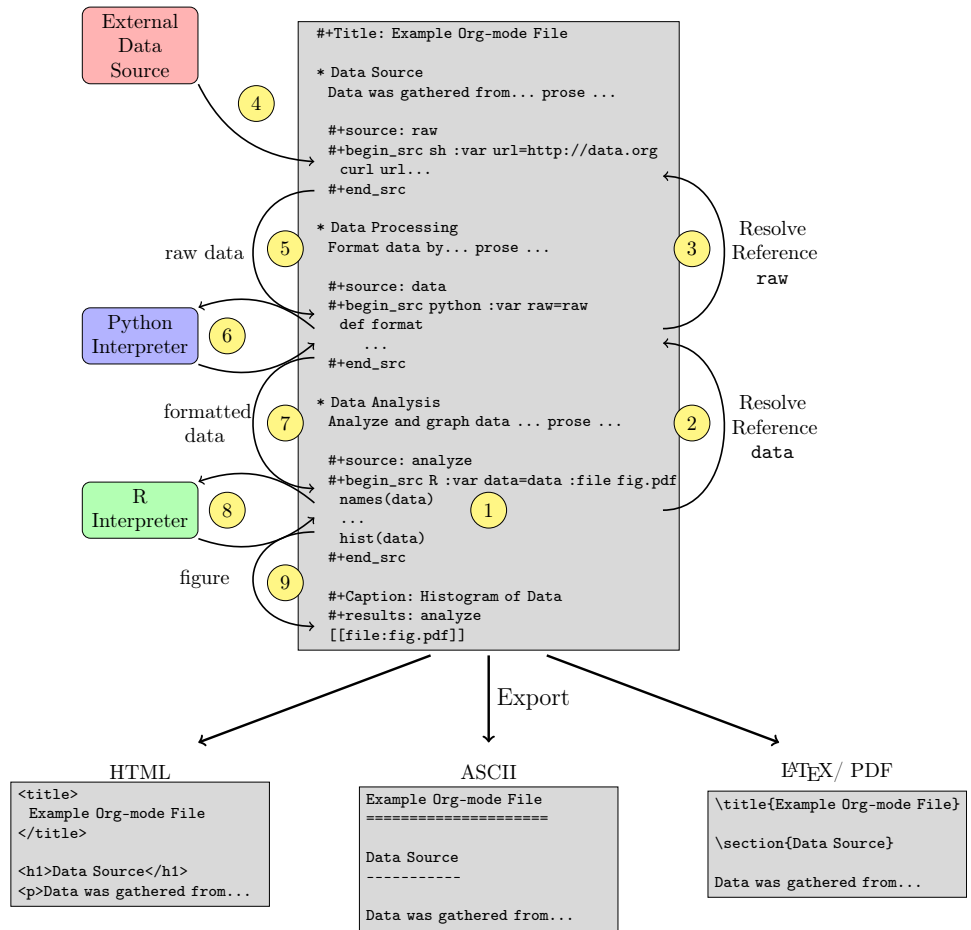 External
Data
Source
4
#+Title: Example Org-mode File
* Data Source
Data was gathered from... prose ...
#+source: raw
#+begin_src sh :var url=http://data.org
curl url...
#+end_src
* Data Processing
Format data by... prose ...
#+source: data
#+begin_src python :var raw=raw
def format
...
#+end_src
* Data Analysis
Analyze and graph data ... prose ...
#+source: analyze
#+begin_src R :var data=data :file fig.pdf
names(data)
...
hist(data)
#+end_src
#+Caption: Histogram of Data
#+results: analyze
[[file:fig.pdf]]
raw data
5
3
Resolve
Reference
raw
Python
Interpreter
6
formatted
data
7
2
Resolve
Reference
data
R
Interpreter
8
1
figure
9
Export
HTML
<title>
Example Org-mode File
</title>
<h1>Data Source</h1>
<p>Data was gathered from...
ASCII
Example Org-mode File
=====================
Data Source
-----------
Data was gathered from...
LATEX/ PDF
\title{Example Org-mode File}
\section{Data Source}
Data was gathered from...